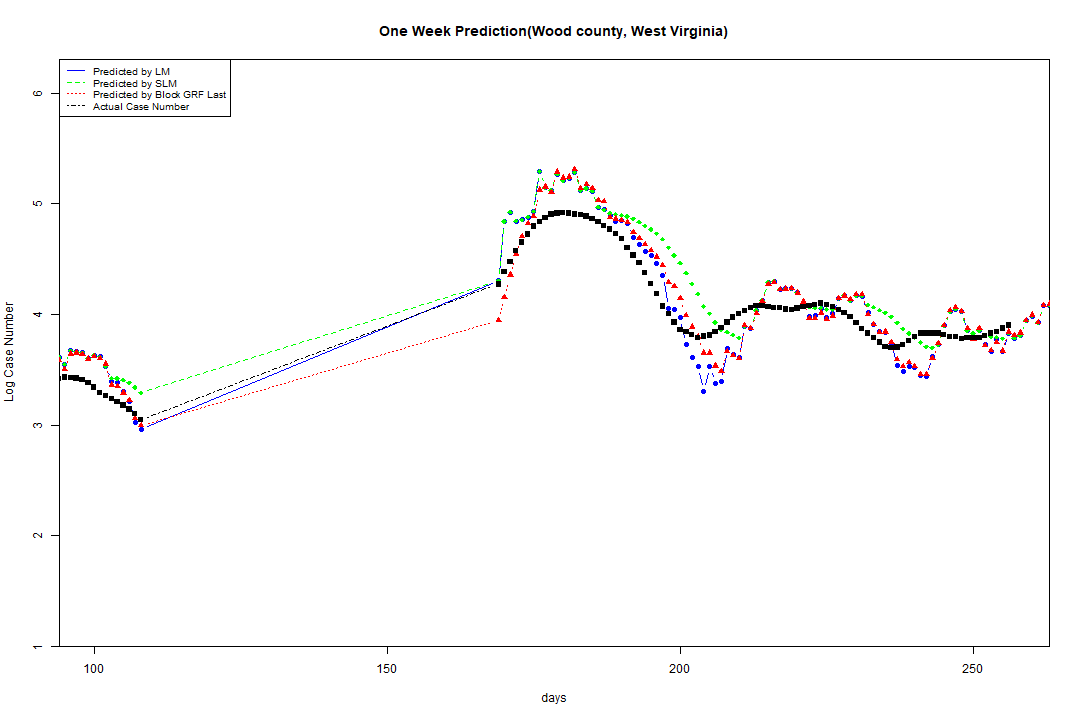 One Week Prediction(Wood county, West Virginia)
Predicted by LM
Predicted by SLM
Predicted by Block GRF Last
Actual Case Number
6
5
4
3
2
1
Log Case Number
100 150 200 250
days